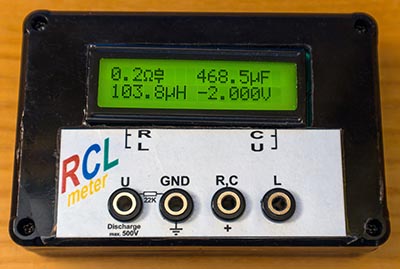 0.2Ω 468.5µF
103.8µH -2.000V
R C
L U
RCL
meter
U GND R,C L
22K
Discharge
max. 500V
+